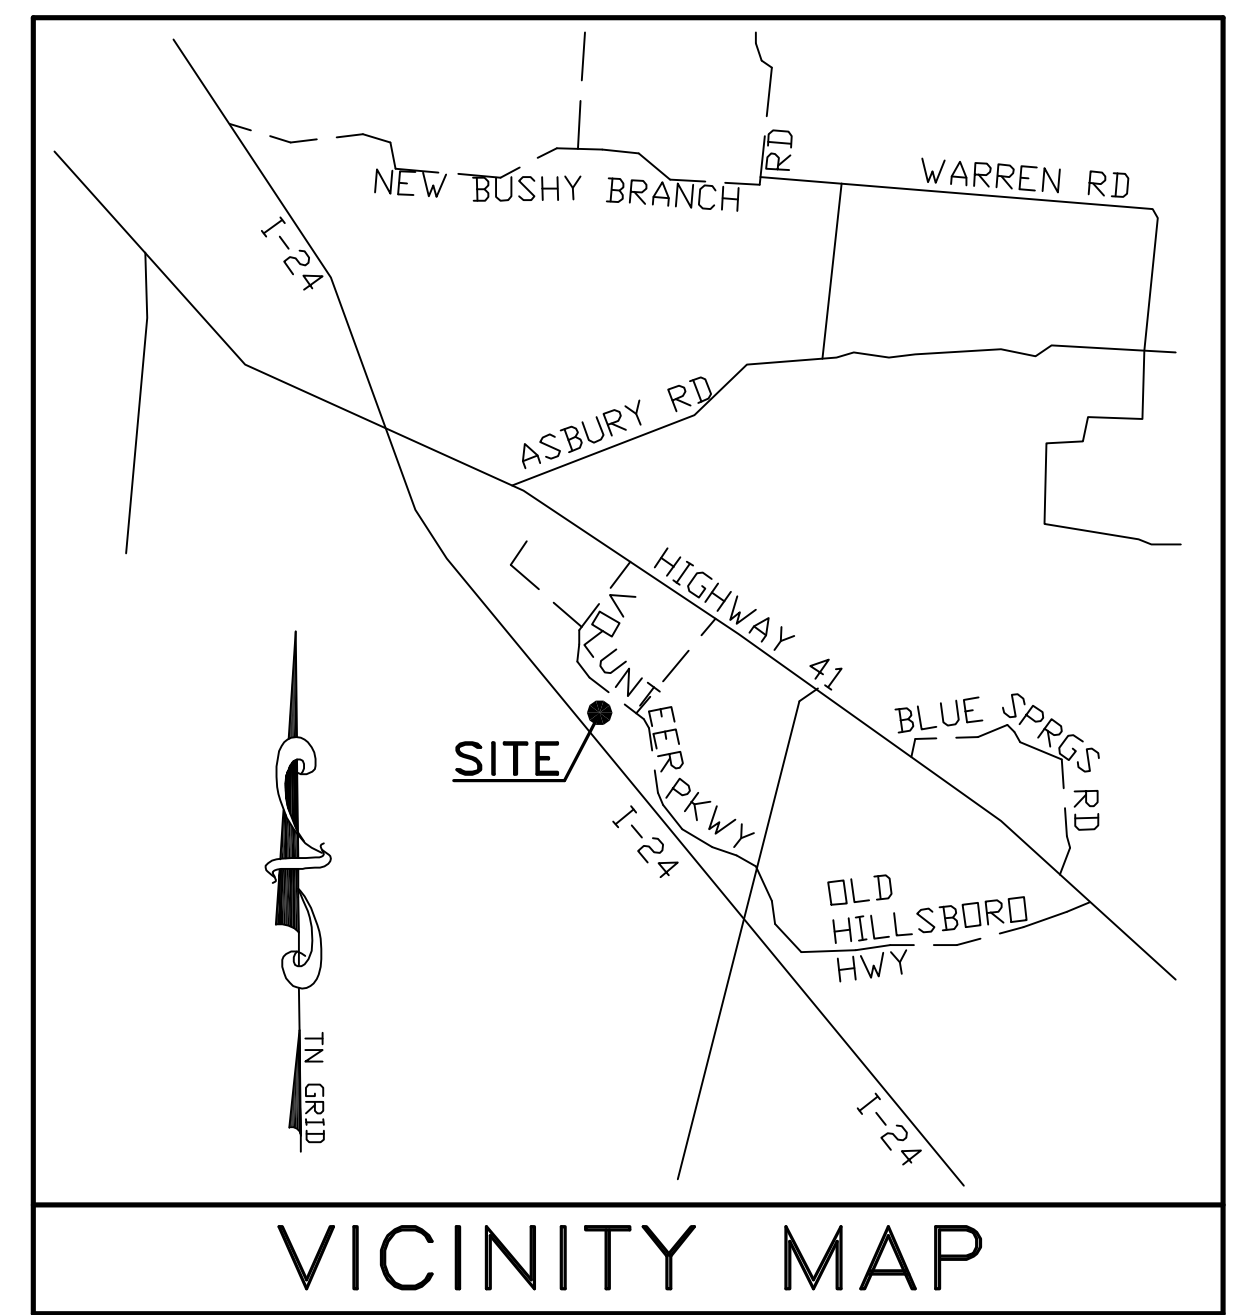 RD
WARREN RD
NEW BUSHY BRANCH
I-24
ASBURY RD
HIGHWAY 41
VOLUNTEER PKWY
BLUE SPRGS RD
SITE
I-24
OLD
HILLSBORO
HWY
TN GRID
I-24
VICINITY MAP